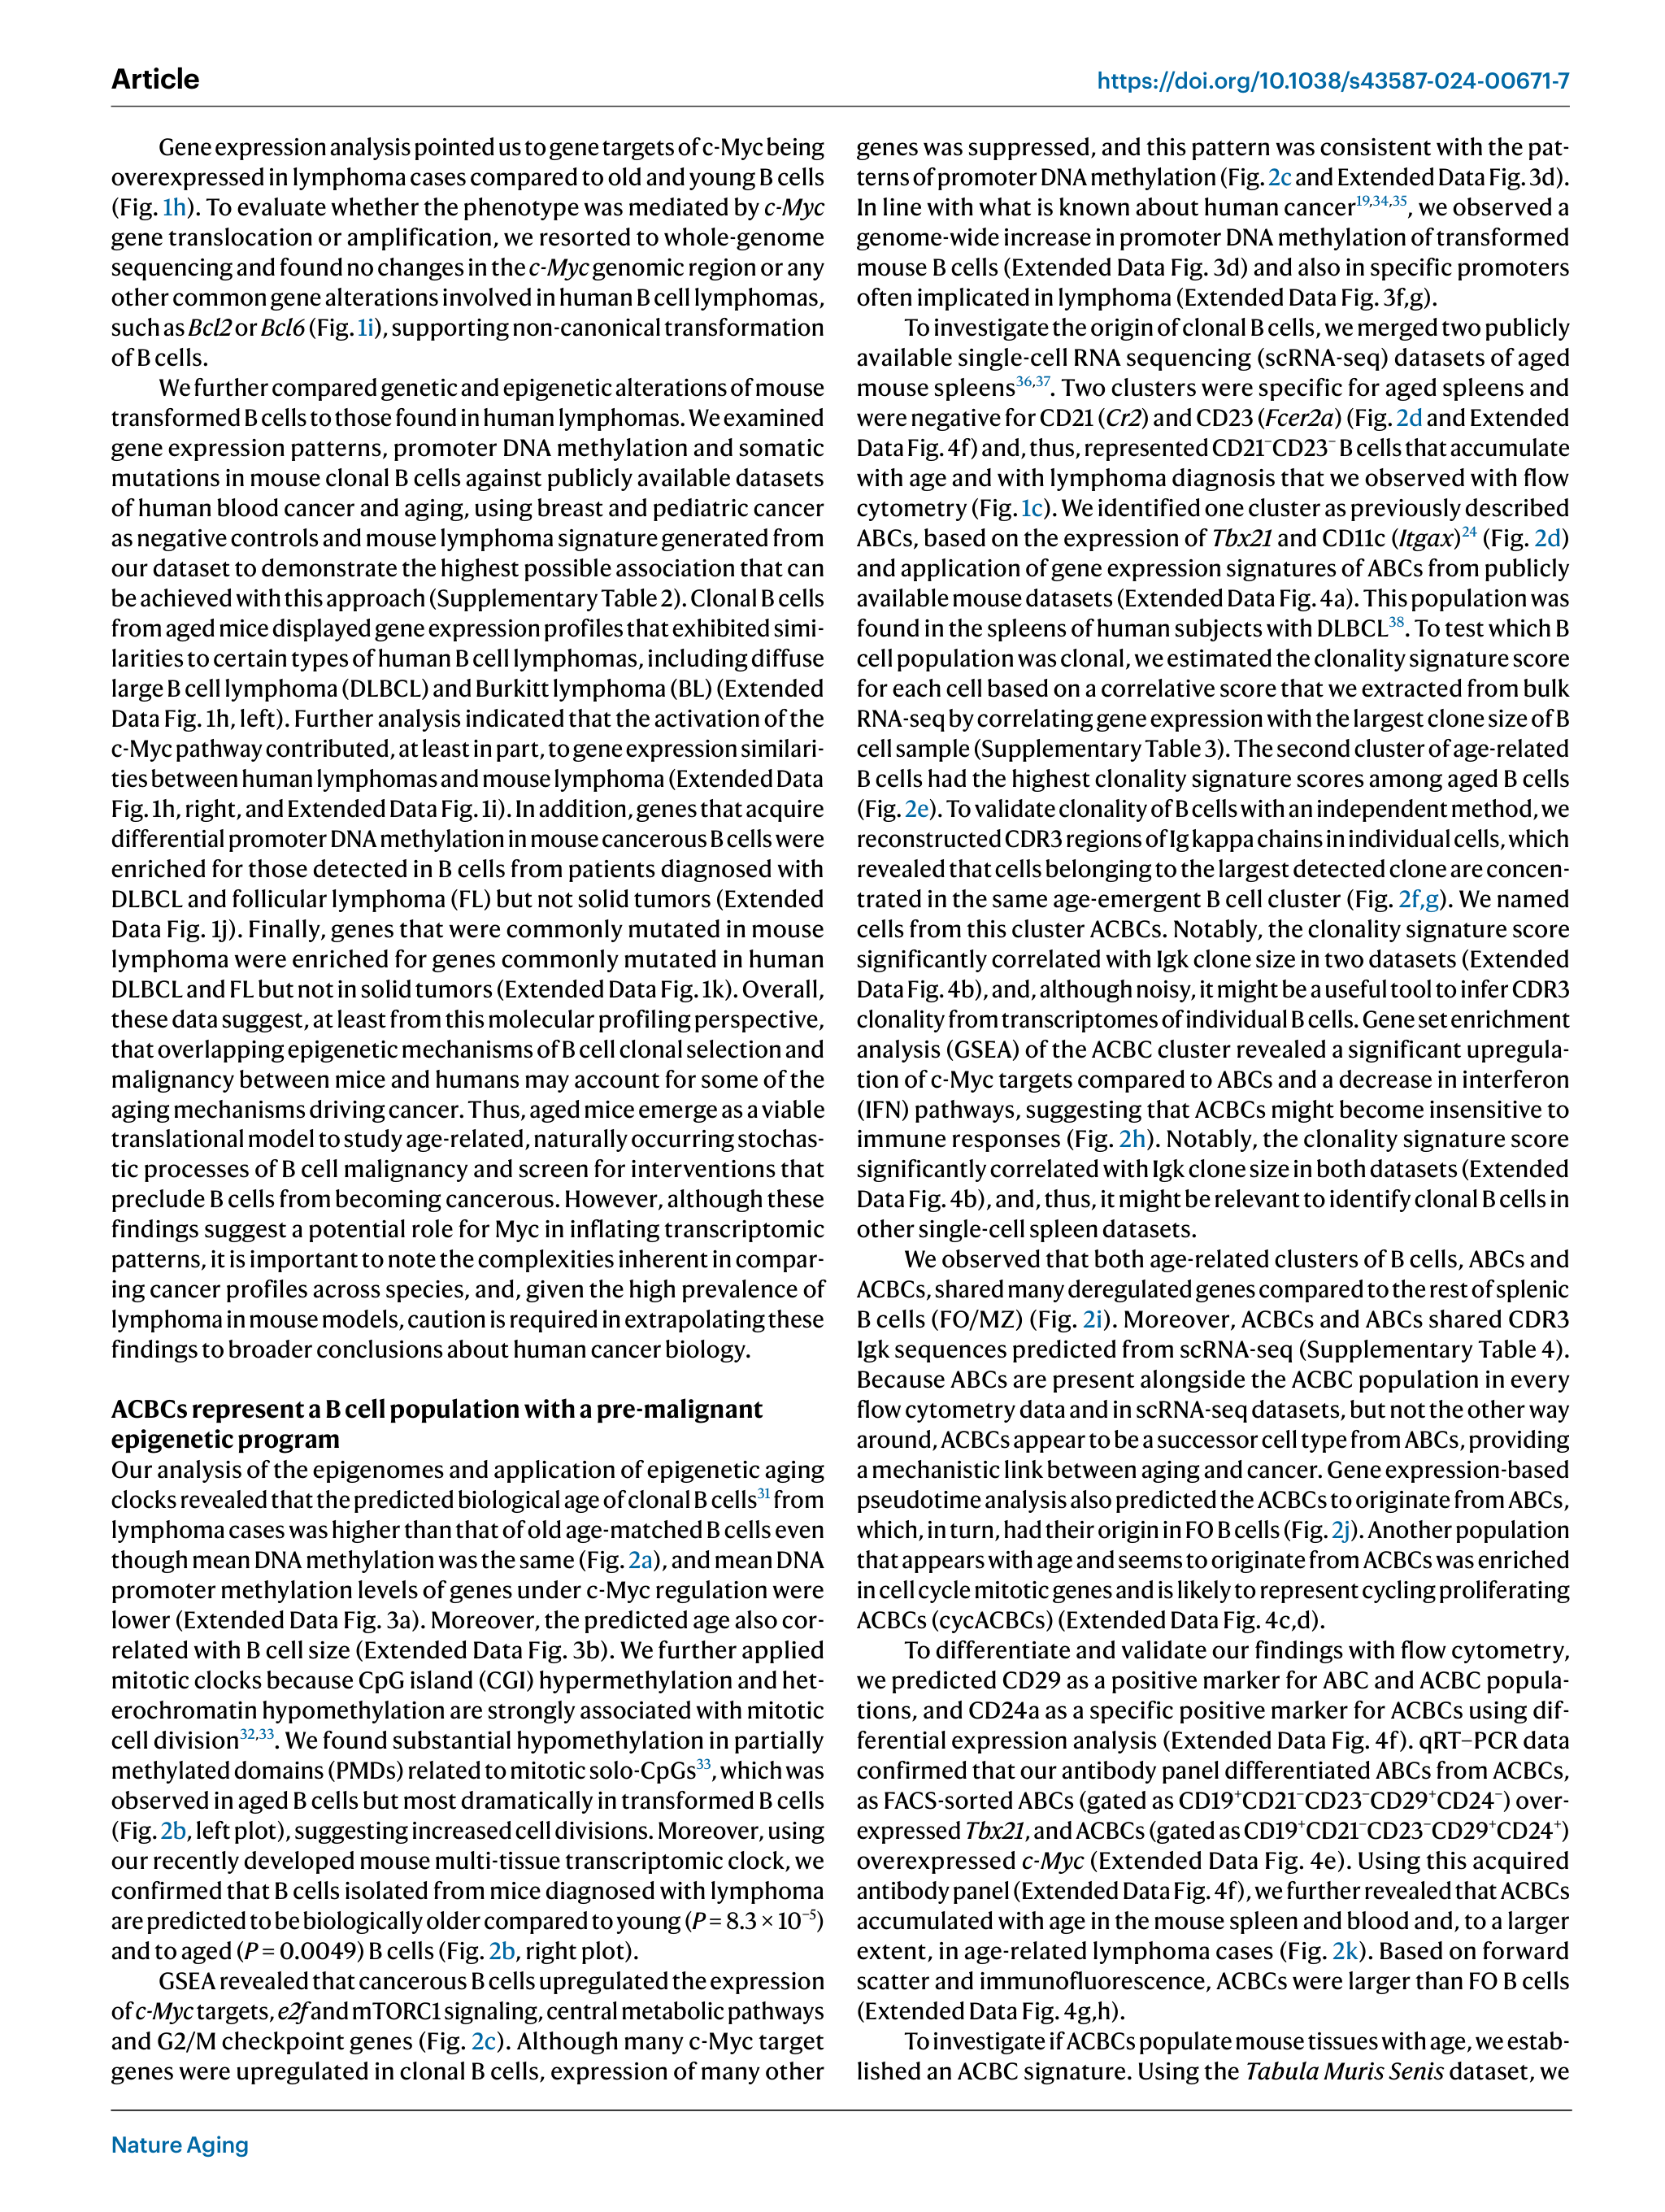 Article
https://doi.org/10.1038/s43587-024-00671-7
Gene expression analysis pointed us to gene targets of c-Myc being
overexpressed in lymphoma cases compared to old and young B cells
(Fig. 1h). To evaluate whether the phenotype was mediated by c-Myc
gene translocation or amplification, we resorted to whole-genome
sequencing and found no changes in the c-Myc genomic region or any
other common gene alterations involved in human B cell lymphomas,
such as Bcl2 or Bcl6 (Fig. 1i), supporting non-canonical transformation
of B cells.
We further compared genetic and epigenetic alterations of mouse
transformed B cells to those found in human lymphomas. We examined
gene expression patterns, promoter DNA methylation and somatic
mutations in mouse clonal B cells against publicly available datasets
of human blood cancer and aging, using breast and pediatric cancer
as negative controls and mouse lymphoma signature generated from
our dataset to demonstrate the highest possible association that can
be achieved with this approach (Supplementary Table 2). Clonal B cells
from aged mice displayed gene expression profiles that exhibited simi-
larities to certain types of human B cell lymphomas, including diffuse
large B cell lymphoma (DLBCL) and Burkitt lymphoma (BL) (Extended
Data Fig. 1h, left). Further analysis indicated that the activation of the
c-Myc pathway contributed, at least in part, to gene expression similari-
ties between human lymphomas and mouse lymphoma (Extended Data
Fig. 1h, right, and Extended Data Fig. 1i). In addition, genes that acquire
differential promoter DNA methylation in mouse cancerous B cells were
enriched for those detected in B cells from patients diagnosed with
DLBCL and follicular lymphoma (FL) but not solid tumors (Extended
Data Fig. 1j). Finally, genes that were commonly mutated in mouse
lymphoma were enriched for genes commonly mutated in human
DLBCL and FL but not in solid tumors (Extended Data Fig. 1k). Overall,
these data suggest, at least from this molecular profiling perspective,
that overlapping epigenetic mechanisms of B cell clonal selection and
malignancy between mice and humans may account for some of the
aging mechanisms driving cancer. Thus, aged mice emerge as a viable
translational model to study age-related, naturally occurring stochas-
tic processes of B cell malignancy and screen for interventions that
preclude B cells from becoming cancerous. However, although these
findings suggest a potential role for Myc in inflating transcriptomic
patterns, it is important to note the complexities inherent in compar-
ing cancer profiles across species, and, given the high prevalence of
lymphoma in mouse models, caution is required in extrapolating these
findings to broader conclusions about human cancer biology.
ACBCs represent a B cell population with a pre-malignant
epigenetic program
Our analysis of the epigenomes and application of epigenetic aging
clocks revealed that the predicted biological age of clonal B cells31 from
lymphoma cases was higher than that of old age-matched B cells even
though mean DNA methylation was the same (Fig. 2a), and mean DNA
promoter methylation levels of genes under c-Myc regulation were
lower (Extended Data Fig. 3a). Moreover, the predicted age also cor-
related with B cell size (Extended Data Fig. 3b). We further applied
mitotic clocks because CpG island (CGI) hypermethylation and het-
erochromatin hypomethylation are strongly associated with mitotic
cell division32,33. We found substantial hypomethylation in partially
methylated domains (PMDs) related to mitotic solo-CpGs33, which was
observed in aged B cells but most dramatically in transformed B cells
(Fig. 2b, left plot), suggesting increased cell divisions. Moreover, using
our recently developed mouse multi-tissue transcriptomic clock, we
confirmed that B cells isolated from mice diagnosed with lymphoma
are predicted to be biologically older compared to young (P = 8.3 × 10−5)
and to aged (P = 0.0049) B cells (Fig. 2b, right plot).
GSEA revealed that cancerous B cells upregulated the expression
of c-Myc targets, e2f and mTORC1 signaling, central metabolic pathways
and G2/M checkpoint genes (Fig. 2c). Although many c-Myc target
genes were upregulated in clonal B cells, expression of many other
genes was suppressed, and this pattern was consistent with the pat-
terns of promoter DNA methylation (Fig. 2c and Extended Data Fig. 3d).
In line with what is known about human cancer19,34,35, we observed a
genome-wide increase in promoter DNA methylation of transformed
mouse B cells (Extended Data Fig. 3d) and also in specific promoters
often implicated in lymphoma (Extended Data Fig. 3f,g).
To investigate the origin of clonal B cells, we merged two publicly
available single-cell RNA sequencing (scRNA-seq) datasets of aged
mouse spleens36,37. Two clusters were specific for aged spleens and
were negative for CD21 (Cr2) and CD23 (Fcer2a) (Fig. 2d and Extended
Data Fig. 4f) and, thus, represented CD21−CD23− B cells that accumulate
with age and with lymphoma diagnosis that we observed with flow
cytometry (Fig. 1c). We identified one cluster as previously described
ABCs, based on the expression of Tbx21 and CD11c (Itgax)24 (Fig. 2d)
and application of gene expression signatures of ABCs from publicly
available mouse datasets (Extended Data Fig. 4a). This population was
found in the spleens of human subjects with DLBCL38. To test which B
cell population was clonal, we estimated the clonality signature score
for each cell based on a correlative score that we extracted from bulk
RNA-seq by correlating gene expression with the largest clone size of B
cell sample (Supplementary Table 3). The second cluster of age-related
B cells had the highest clonality signature scores among aged B cells
(Fig. 2e). To validate clonality of B cells with an independent method, we
reconstructed CDR3 regions of Ig kappa chains in individual cells, which
revealed that cells belonging to the largest detected clone are concen-
trated in the same age-emergent B cell cluster (Fig. 2f,g). We named
cells from this cluster ACBCs. Notably, the clonality signature score
significantly correlated with Igk clone size in two datasets (Extended
Data Fig. 4b), and, although noisy, it might be a useful tool to infer CDR3
clonality from transcriptomes of individual B cells. Gene set enrichment
analysis (GSEA) of the ACBC cluster revealed a significant upregula-
tion of c-Myc targets compared to ABCs and a decrease in interferon
(IFN) pathways, suggesting that ACBCs might become insensitive to
immune responses (Fig. 2h). Notably, the clonality signature score
significantly correlated with Igk clone size in both datasets (Extended
Data Fig. 4b), and, thus, it might be relevant to identify clonal B cells in
other single-cell spleen datasets.
We observed that both age-related clusters of B cells, ABCs and
ACBCs, shared many deregulated genes compared to the rest of splenic
B cells (FO/MZ) (Fig. 2i). Moreover, ACBCs and ABCs shared CDR3
Igk sequences predicted from scRNA-seq (Supplementary Table 4).
Because ABCs are present alongside the ACBC population in every
flow cytometry data and in scRNA-seq datasets, but not the other way
around, ACBCs appear to be a successor cell type from ABCs, providing
a mechanistic link between aging and cancer. Gene expression-based
pseudotime analysis also predicted the ACBCs to originate from ABCs,
which, in turn, had their origin in FO B cells (Fig. 2j). Another population
that appears with age and seems to originate from ACBCs was enriched
in cell cycle mitotic genes and is likely to represent cycling proliferating
ACBCs (cycACBCs) (Extended Data Fig. 4c,d).
To differentiate and validate our findings with flow cytometry,
we predicted CD29 as a positive marker for ABC and ACBC popula-
tions, and CD24a as a specific positive marker for ACBCs using dif-
ferential expression analysis (Extended Data Fig. 4f). qRT–PCR data
confirmed that our antibody panel differentiated ABCs from ACBCs,
as FACS-sorted ABCs (gated as CD19+CD21−CD23−CD29+CD24−) over-
expressed Tbx21, and ACBCs (gated as CD19+CD21−CD23−CD29+CD24+)
overexpressed c-Myc (Extended Data Fig. 4e). Using this acquired
antibody panel (Extended Data Fig. 4f), we further revealed that ACBCs
accumulated with age in the mouse spleen and blood and, to a larger
extent, in age-related lymphoma cases (Fig. 2k). Based on forward
scatter and immunofluorescence, ACBCs were larger than FO B cells
(Extended Data Fig. 4g,h).
To investigate if ACBCs populate mouse tissues with age, we estab-
lished an ACBC signature. Using the Tabula Muris Senis dataset, we
Nature Aging